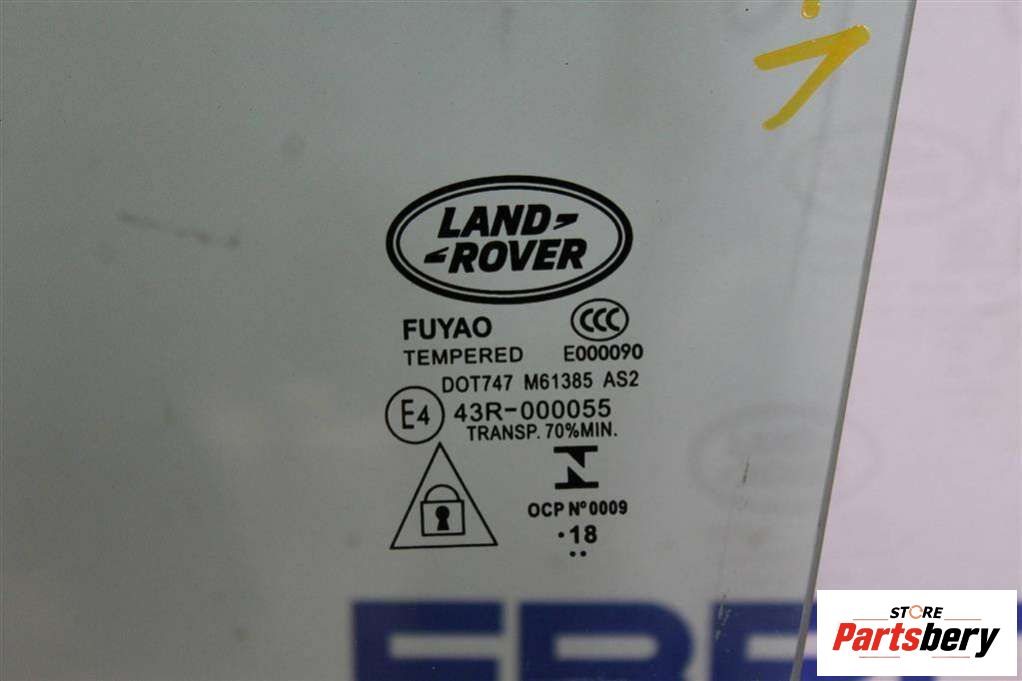 LAND
ROVER
FUYAO
CCC
TEMPERED E000090
DOT747 M61385 AS2
E4 43R-000055
TRANSP. 70%MIN.
OCP Nº0009
.18
..
STORE
Partsbery